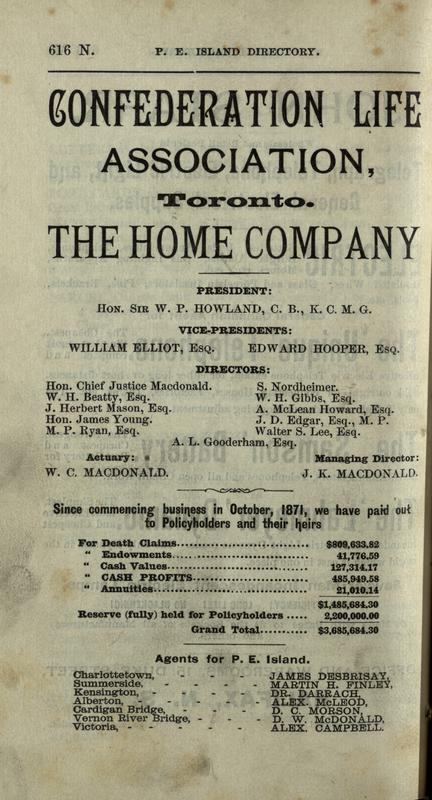 616 N. P. E. ISLAND DIRECTORY.
CONFEDERATION LIFE
ASSOCIATION,
Toronto.
THE HOME COMPANY
PRESIDENT:
HON. SIR W. P. HOWLAND, C. B., K. C. M. G.
VICE-PRESIDENTS:
WILLIAM ELLIOT, ESQ. EDWARD HOOPER, ESQ.
DIRECTORS:
Hon. Chief Justice Macdonald. S. Nordheimer.
W. H. Beatty, Esq. W. H. Gibbs, Esq.
J. Herbert Mason, Esq. A. McLean Howard, Esq.
Hon. James Young. J. D. Edgar, Esq., M. P.
M. P. Ryan, Esq. Walter S. Lee, Esq.
A. L. Gooderham, Esq.
Actuary: Managing Director:
W. C. MACDONALD. J. K. MACDONALD.
Since commencing business in October, 1871, we have paid out
to Policyholders and their heirs
For Death Claims............................ $809,633.82
" Endowments............................ 41,776.59
" Cash Values............................ 127,314.17
" CASH PROFITS........................ 485,949.58
" Annuities................................ 21,010.14
$1,485,684.30
Reserve (fully) held for Policyholders ..... 2,200,000.00
Grand Total........... $3,685,684.30
Agents for P. E. Island.
Charlottetown, - - - - - JAMES DESBRISAY,
Summerside, - - - - - MARTIN H. FINLEY,
Kensington, - - - - - DR. DARRACH,
Alberton, - - - - - ALEX. McLEOD,
Cardigan Bridge, - - - - D. C. MORSON,
Vernon River Bridge, - - - - D. W. McDONALD,
Victoria, - - - - - - ALEX. CAMPBELL.